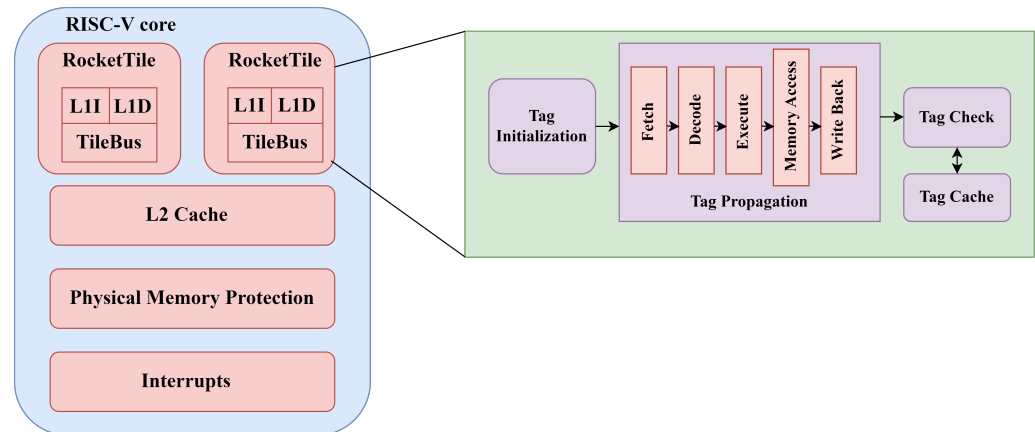 RISC-V core
RocketTile
L1I L1D
TileBus
RocketTile
L1I L1D
TileBus
L2 Cache
Physical Memory Protection
Interrupts
Tag
Initialization
Fetch
Decode
Execute
Memory Access
Write Back
Tag Propagation
Tag Check
Tag Cache